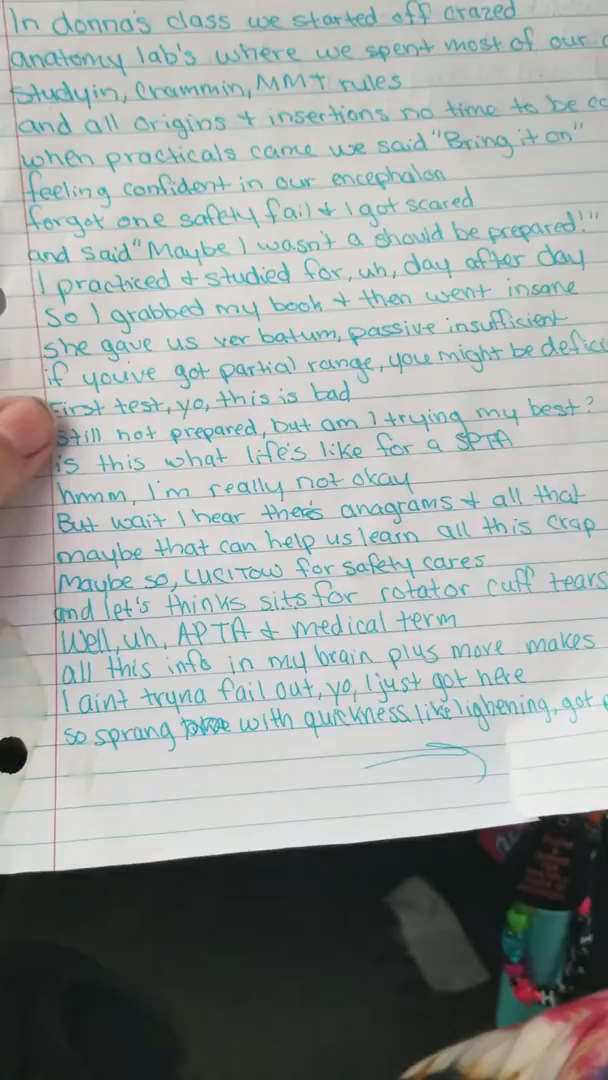 In donna's class we started off crazed
anatomy lab's where we spent most of our
Studyin, Crammin, MMT rules
and all origins & insertions no time to be
when practicals came we said "Bring it on"
feeling confident in our encephalon
forgot one safety fail & I got scared
and said "Maybe I wasn't a should be prepared!"
I practiced & studied for, uh, day after day
So I grabbed my book & then went insane
She gave us ver batum, passive insufficient
if youve got partial range, you might be
First test, yo, this is bad
Still not prepared, but am I trying my best?
is this what life's like for a SPTA
hmmm, I'm really not okay
But wait I hear there's anagrams & all that
maybe that can help us learn all this crap
Maybe so, LUCITOW for safety cares
and let's thinks sits for rotator cuff tears
Well, uh, APTA & medical term
all this info in my brain plus more makes
I aint tryna fail out, yo, I just got here
so sprang with quickness like lighening, got